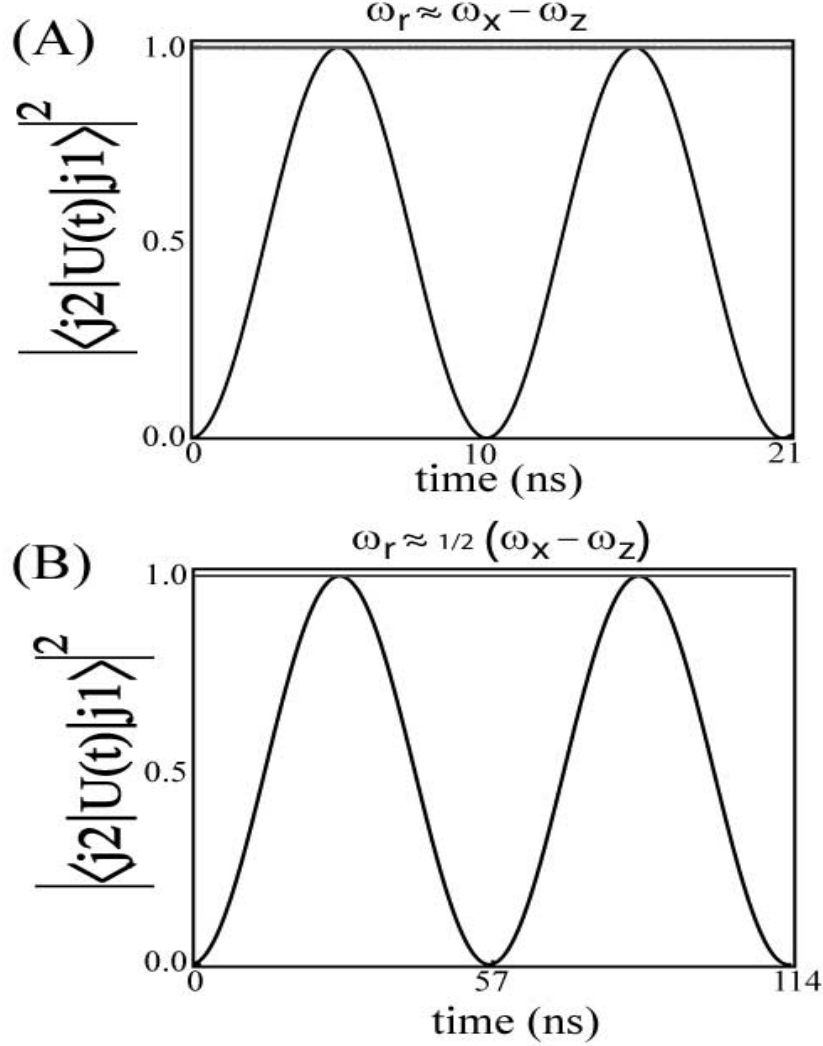 (A)
ωr ≈ ωx − ωz
|⟨j2|U(t)|j1⟩|2
1.0
0.5
0.0
0 10 21
time (ns)
(B)
ωr ≈ 1/2 (ωx − ωz)
|⟨j2|U(t)|j1⟩|2
1.0
0.5
0.0
0 57 114
time (ns)